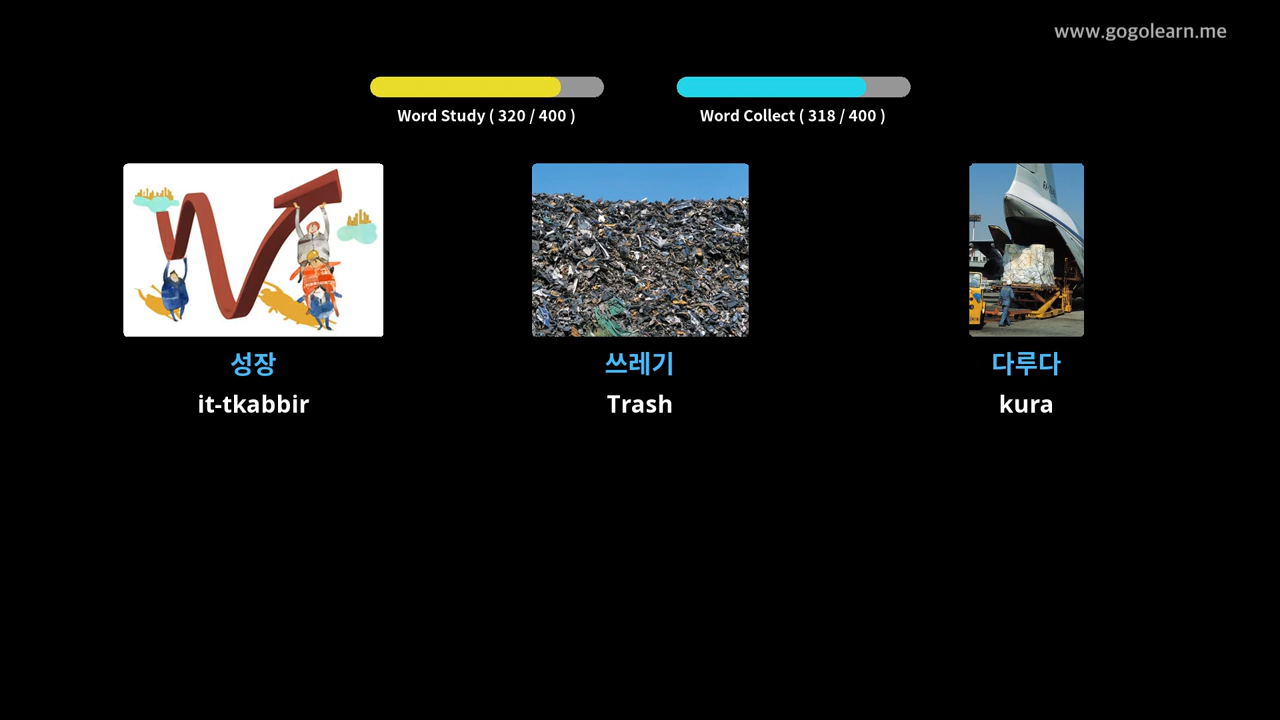 www.gogolearn.me
Word Study ( 320 / 400 )
Word Collect ( 318 / 400 )
성장
쓰레기
다루다
it-tkabbir
Trash
kura